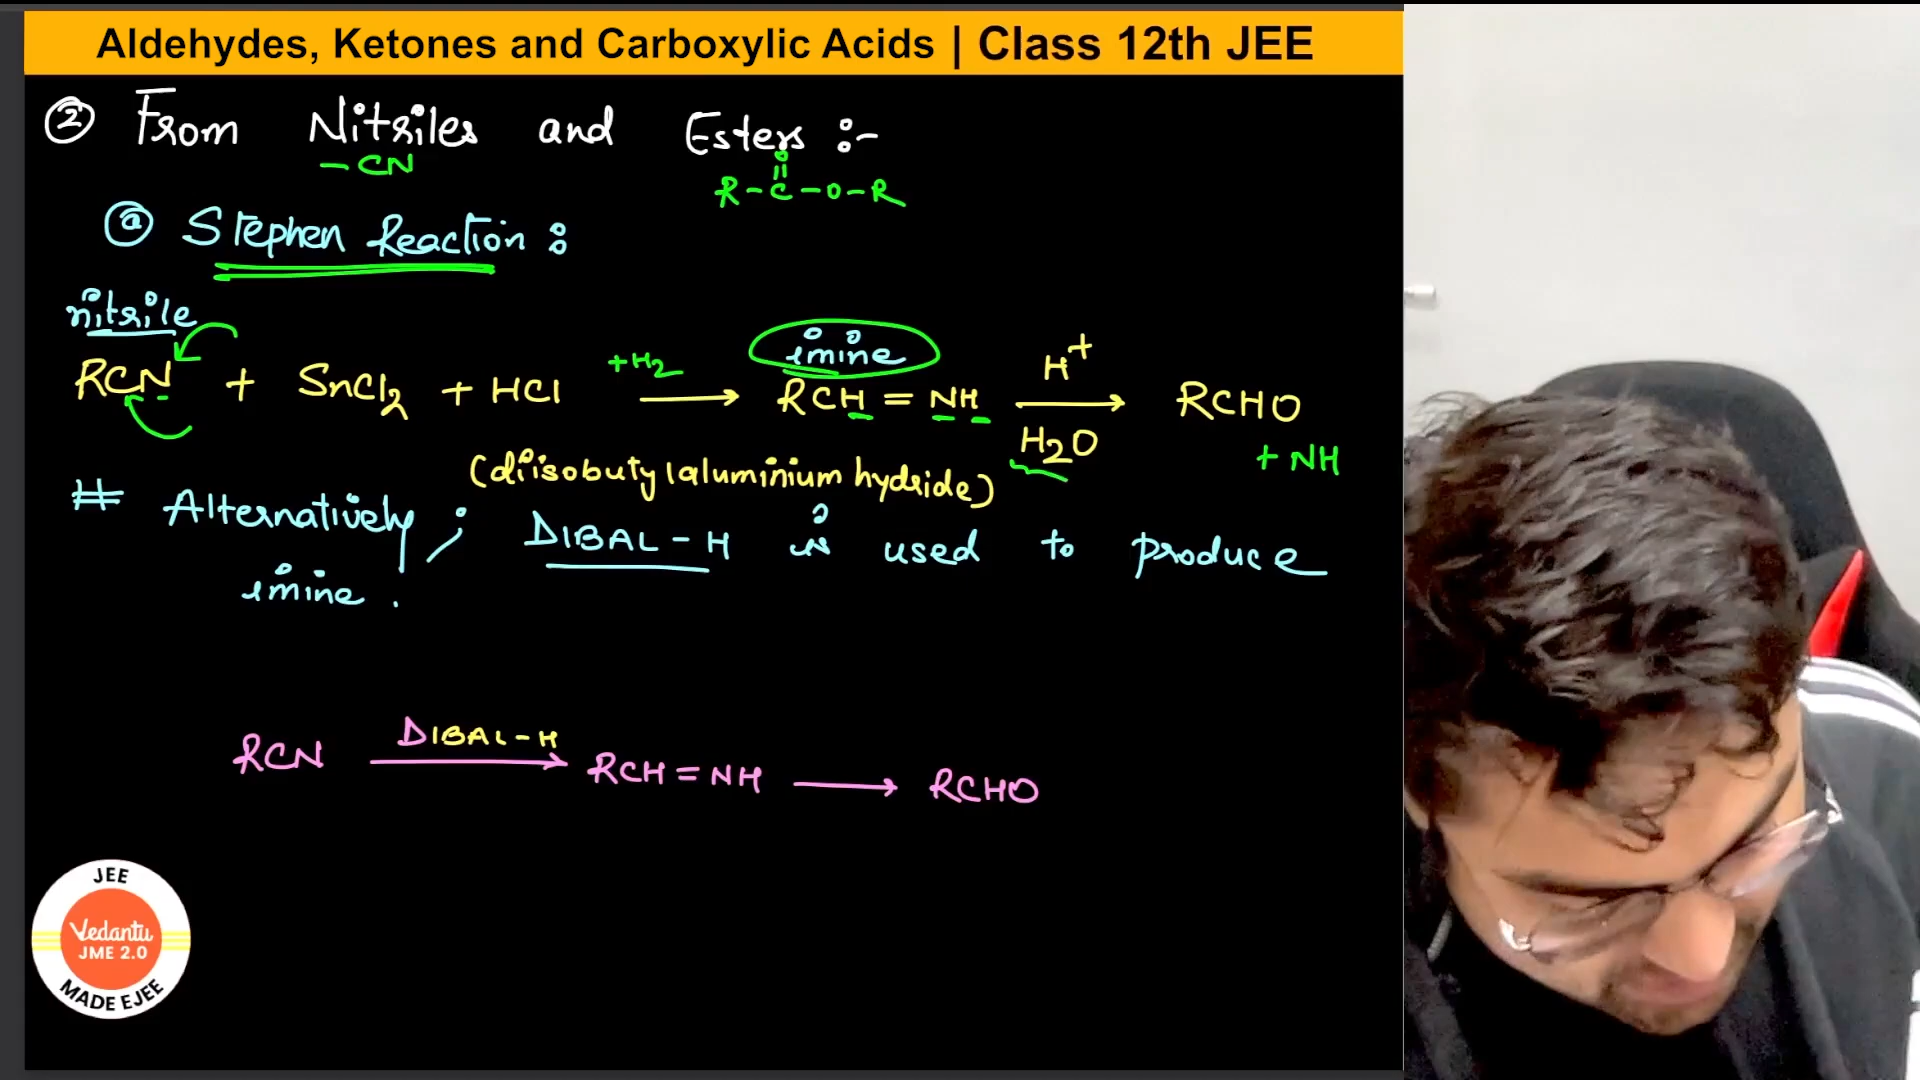 Aldehydes, Ketones and Carboxylic Acids | Class 12th JEE
② From Nitriles and Esters :-
- CN
O
R-C-O-R
ⓐ Stephen Reaction :
nitrile
imine
RCN + SnCl2 + HCl +H2 ⟶ RCH = NH H+ ⟶ H2O RCHO
+ NH
(diisobutylaluminium hydride)
# Alternatively ; DIBAL-H is used to produce
imine .
RCN DIBAL-H ⟶ RCH = NH ⟶ RCHO
JEE
Vedantu
JME 2.0
MADE EJEE